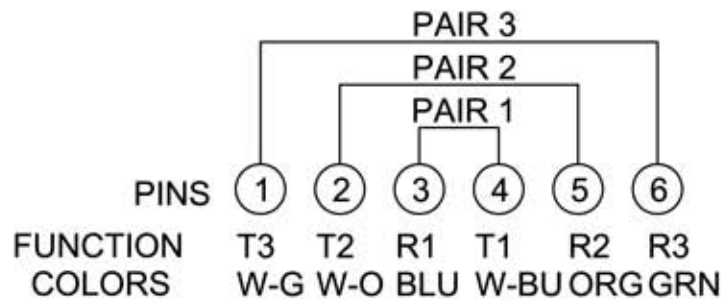 PAIR 3
PAIR 2
PAIR 1
PINS 1 2 3 4 5 6
FUNCTION T3 T2 R1 T1 R2 R3
COLORS W-G W-O BLU W-BU ORG GRN